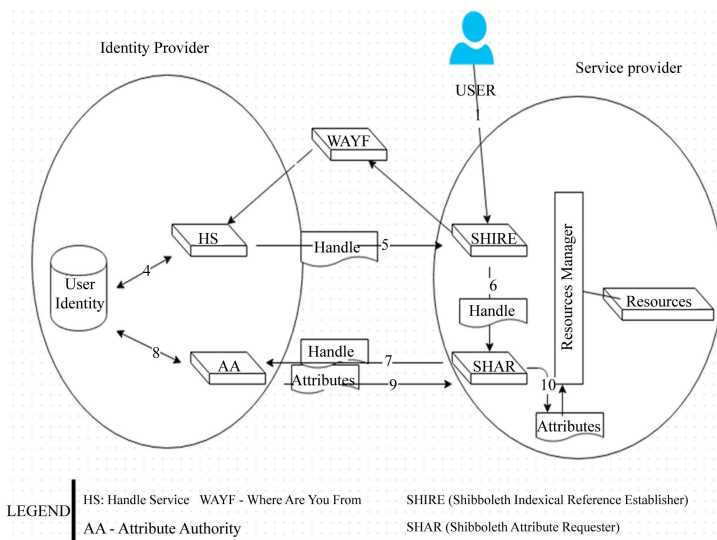 Identity Provider
Service provider
USER
1
WAYF
HS
Handle
5
SHIRE
4
User
Identity
6
Handle
Resources Manager
Resources
8
AA
Handle
7
Attributes
9
SHAR
10
Attributes
LEGEND
HS: Handle Service WAYF - Where Are You From
SHIRE (Shibboleth Indexical Reference Establisher)
AA - Attribute Authority
SHAR (Shibboleth Attribute Requester)